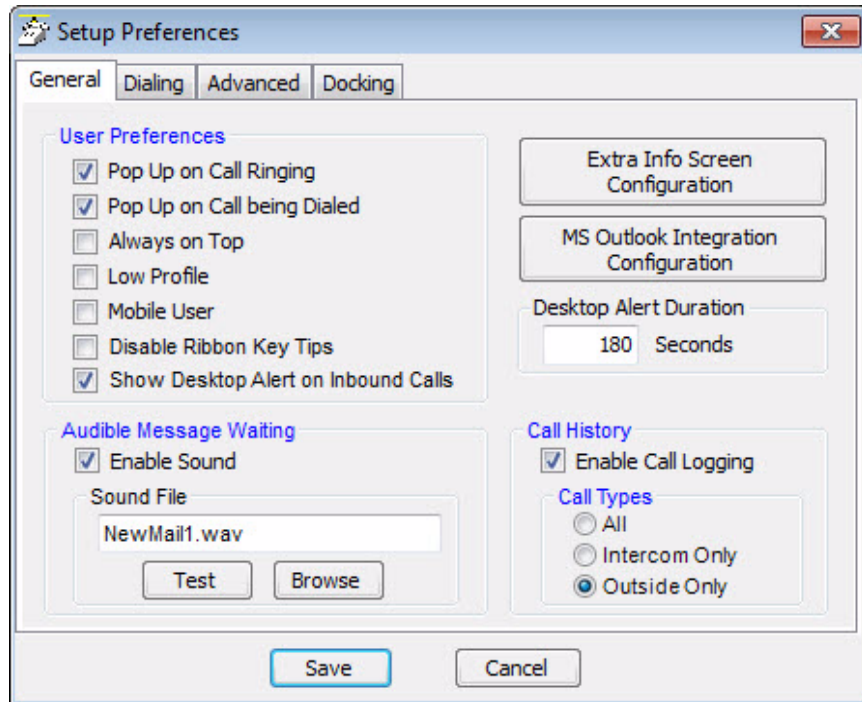 Setup Preferences
General
Dialing
Advanced
Docking
User Preferences
Pop Up on Call Ringing
Pop Up on Call being Dialed
Always on Top
Low Profile
Mobile User
Disable Ribbon Key Tips
Show Desktop Alert on Inbound Calls
Extra Info Screen
Configuration
MS Outlook Integration
Configuration
Desktop Alert Duration
180 Seconds
Audible Message Waiting
Enable Sound
Sound File
NewMail1.wav
Test
Browse
Call History
Enable Call Logging
Call Types
All
Intercom Only
Outside Only
Save
Cancel